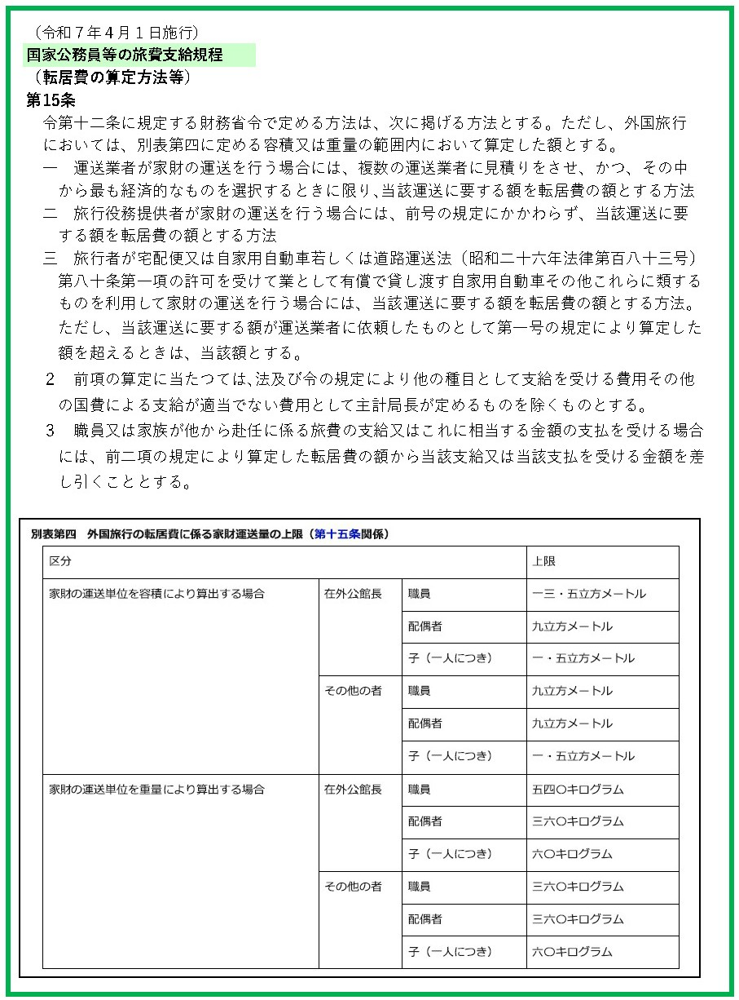 （令和７年４月１日施行）
国家公務員等の旅費支給規程
（転居費の算定方法等）
第15条
令第十二条に規定する財務省令で定める方法は、次に掲げる方法とする。ただし、外国旅行
においては、別表第四に定める容積又は重量の範囲内において算定した額とする。
一　運送業者が家財の運送を行う場合には、複数の運送業者に見積りをさせ、かつ、その中
から最も経済的なものを選択するときに限り、当該運送に要する額を転居費の額とする方法
二　旅行役務提供者が家財の運送を行う場合には、前号の規定にかかわらず、当該運送に要
する額を転居費の額とする方法
三　旅行者が宅配便又は自家用自動車若しくは道路運送法（昭和二十六年法律第百八十三号）
第八十条第一項の許可を受けて業として有償で貸し渡す自家用自動車その他これらに類する
ものを利用して家財の運送を行う場合には、当該運送に要する額を転居費の額とする方法。
ただし、当該運送に要する額が運送業者に依頼したものとして第一号の規定により算定した
額を超えるときは、当該額とする。
２　前項の算定に当たつては、法及び令の規定により他の種目として支給を受ける費用その他
の国費による支給が適当でない費用として主計局長が定めるものを除くものとする。
３　職員又は家族が他から赴任に係る旅費の支給又はこれに相当する金額の支払を受ける場合
には、前二項の規定により算定した転居費の額から当該支給又は当該支払を受ける金額を差
し引くこととする。
別表第四　外国旅行の転居費に係る家財運送量の上限（第十五条関係）
区分　上限
家財の運送単位を容積により算出する場合　在外公館長　職員　一三・五立方メートル
配偶者　九立方メートル
子（一人につき）　一・五立方メートル
その他の者　職員　九立方メートル
配偶者　九立方メートル
子（一人につき）　一・五立方メートル
家財の運送単位を重量により算出する場合　在外公館長　職員　五四〇キログラム
配偶者　三六〇キログラム
子（一人につき）　六〇キログラム
その他の者　職員　三六〇キログラム
配偶者　三六〇キログラム
子（一人につき）　六〇キログラム